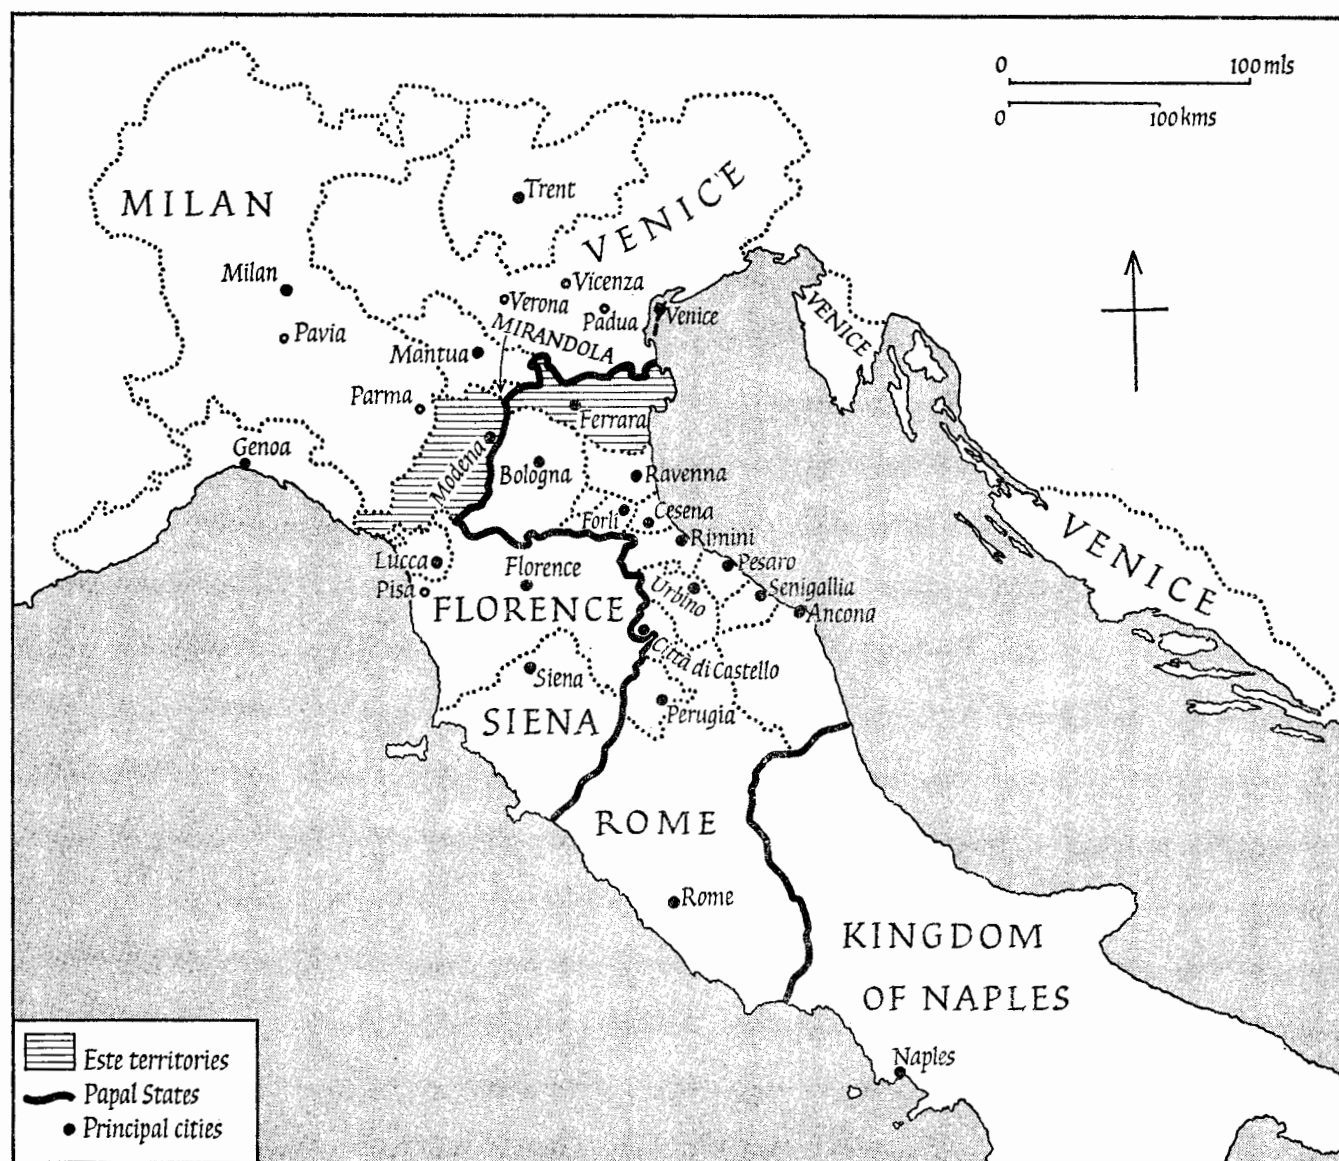 0 100 mls
0 100 kms
MILAN
Trent
VENICE
Milan
Vicenza
Verona
Padua
Venice
VENICE
Pavia
MIRANDOLA
Mantua
Parma
Ferrara
Genoa
Modena
Bologna
Ravenna
Forlì
Cesena
Rimini
VENICE
Lucca
Florence
Pesaro
Pisa
Urbino
Senigallia
FLORENCE
Ancona
Città di Castello
Siena
Perugia
SIENA
ROME
Rome
KINGDOM
OF NAPLES
Naples
Este territories
Papal States
Principal cities